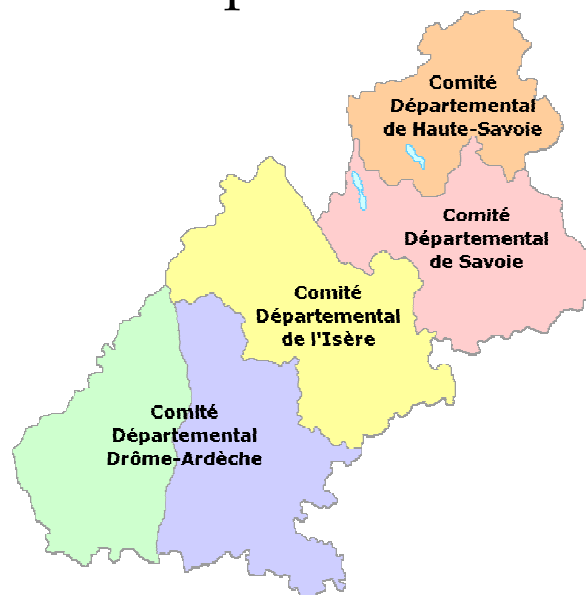 Comité
Départemental
de Haute-Savoie
Comité
Départemental
de Savoie
Comité
Départemental
de l'Isère
Comité
Départemental
Drôme-Ardèche